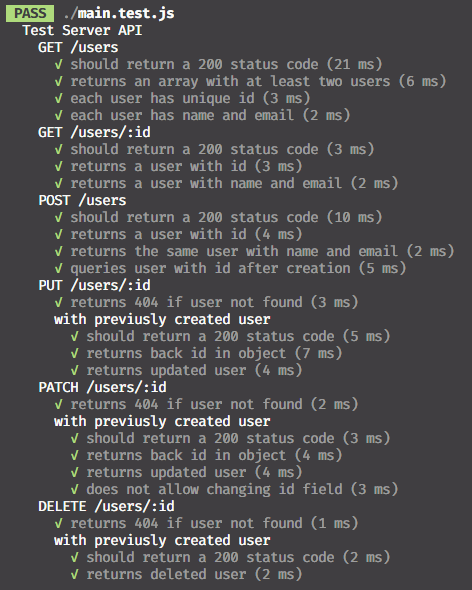 PASS ./main.test.js
Test Server API
GET /users
✓ should return a 200 status code (21 ms)
✓ returns an array with at least two users (6 ms)
✓ each user has unique id (3 ms)
✓ each user has name and email (2 ms)
GET /users/:id
✓ should return a 200 status code (3 ms)
✓ returns a user with id (3 ms)
✓ returns a user with name and email (2 ms)
POST /users
✓ should return a 200 status code (10 ms)
✓ returns a user with id (4 ms)
✓ returns the same user with name and email (2 ms)
✓ queries user with id after creation (5 ms)
PUT /users/:id
✓ returns 404 if user not found (3 ms)
with previusly created user
✓ should return a 200 status code (5 ms)
✓ returns back id in object (7 ms)
✓ returns updated user (4 ms)
PATCH /users/:id
✓ returns 404 if user not found (2 ms)
with previusly created user
✓ should return a 200 status code (3 ms)
✓ returns back id in object (4 ms)
✓ returns updated user (4 ms)
✓ does not allow changing id field (3 ms)
DELETE /users/:id
✓ returns 404 if user not found (1 ms)
with previusly created user
✓ should return a 200 status code (2 ms)
✓ returns deleted user (2 ms)